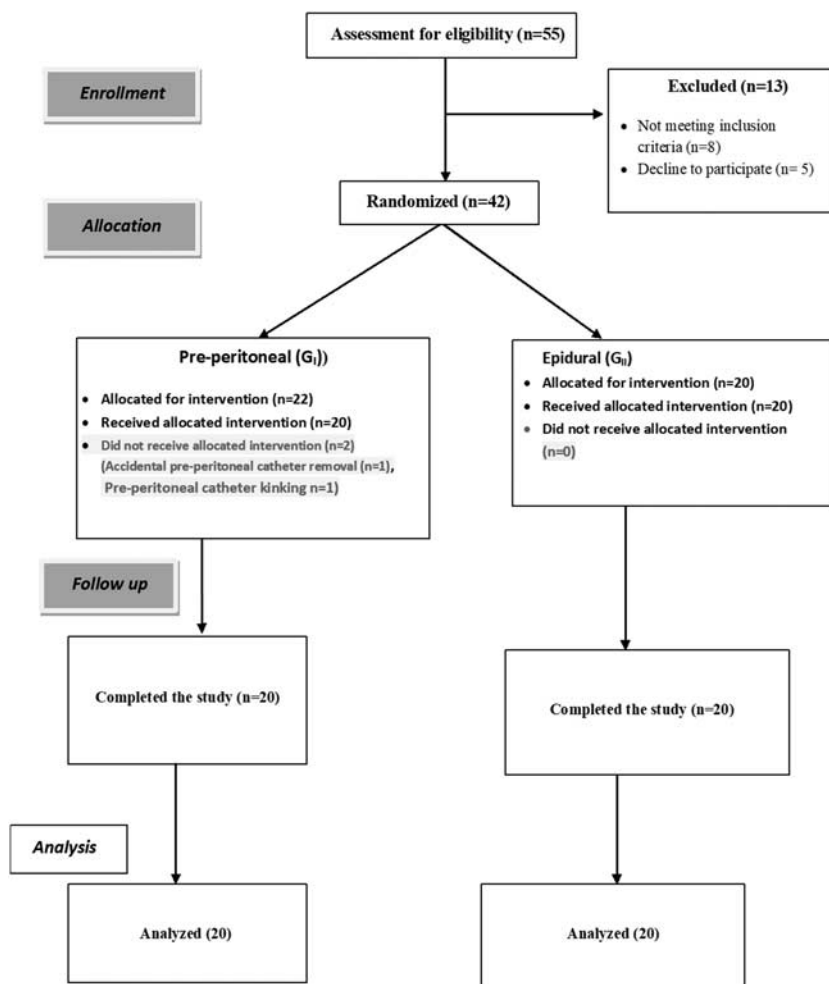 Assessment for eligibility (n=55)
Enrollment
Excluded (n=13)
• Not meeting inclusion
criteria (n=8)
• Decline to participate (n= 5)
Randomized (n=42)
Allocation
Pre-peritoneal (G₁))
• Allocated for intervention (n=22)
• Received allocated intervention (n=20)
• Did not receive allocated intervention (n=2)
(Accidental pre-peritoneal catheter removal (n=1),
Pre-peritoneal catheter kinking n=1)
Epidural (G_II)
• Allocated for intervention (n=20)
• Received allocated intervention (n=20)
• Did not receive allocated intervention
(n=0)
Follow up
Completed the study (n=20)
Completed the study (n=20)
Analysis
Analyzed (20)
Analyzed (20)